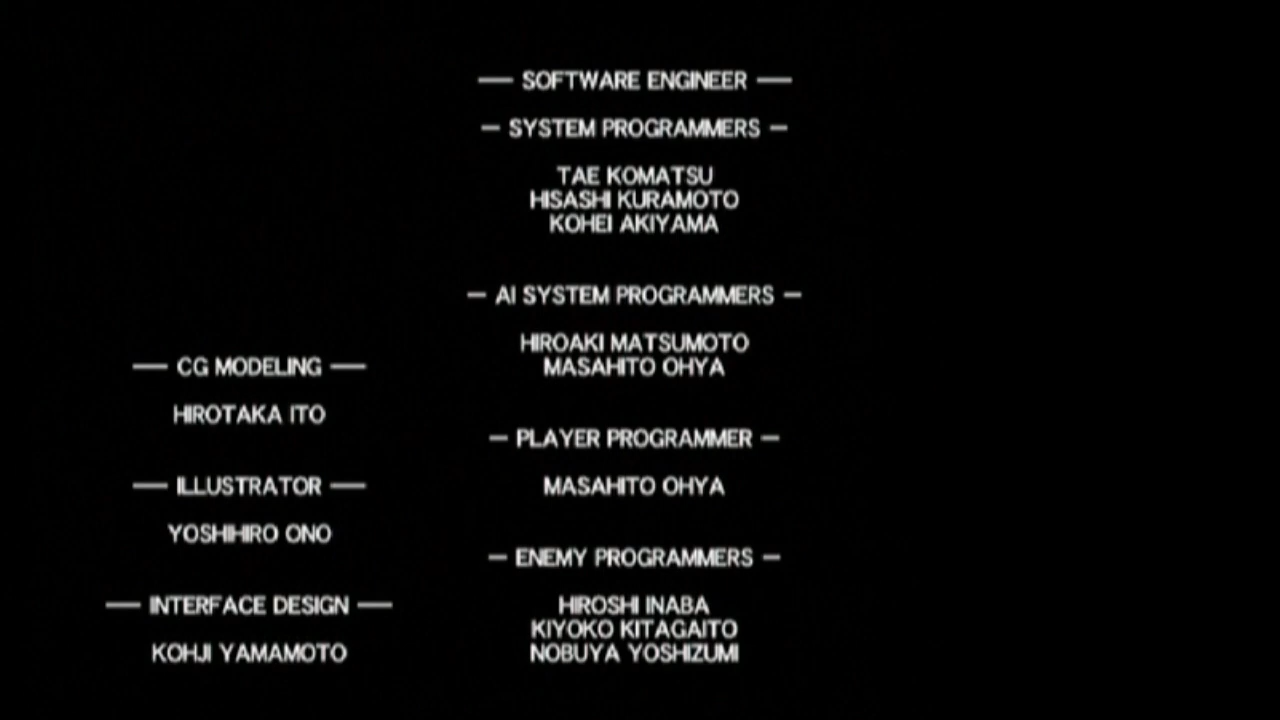 — CG MODELING —
HIROTAKA ITO
— ILLUSTRATOR —
YOSHIHIRO ONO
— INTERFACE DESIGN —
KOHJI YAMAMOTO
— SOFTWARE ENGINEER —
– SYSTEM PROGRAMMERS –
TAE KOMATSU
HISASHI KURAMOTO
KOHEI AKIYAMA
– AI SYSTEM PROGRAMMERS –
HIROAKI MATSUMOTO
MASAHITO OHYA
– PLAYER PROGRAMMER –
MASAHITO OHYA
– ENEMY PROGRAMMERS –
HIROSHI INABA
KIYOKO KITAGAITO
NOBUYA YOSHIZUMI